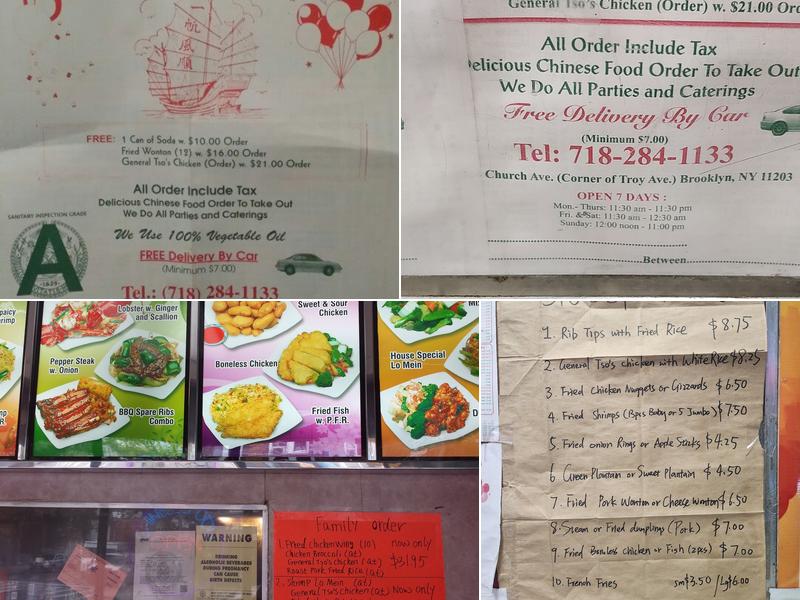 一
帆
風
順
FREE: 1 Can of Soda w. $10.00 Order
Fried Wonton (12) w. $16.00 Order
General Tso's Chicken (Order) w. $21.00 Order
All Order Include Tax
Delicious Chinese Food Order To Take Out
We Do All Parties and Caterings
SANITARY INSPECTION GRADE
A
We Use 100% Vegetable Oil
FREE Delivery By Car
(Minimum $7.00)
Tel.: (718) 284-1133
General Tso's Chicken (Order) w. $21.00 Ord
All Order Include Tax
elicious Chinese Food Order To Take Out
We Do All Parties and Caterings
Free Delivery By Car
(Minimum $7.00)
Tel: 718-284-1133
Church Ave. (Corner of Troy Ave.) Brooklyn, NY 11203
OPEN 7 DAYS :
Mon.- Thurs: 11:30 am - 11:30 pm
Fri. & Sat: 11:30 am - 12:30 am
Sunday: 12:00 noon - 11:00 pm
Between
Lobster w. Ginger
and Scallion
Pepper Steak
w. Onion
BBQ Spare Ribs
Combo
Sweet & Sour
Chicken
Boneless Chicken
Fried Fish
w. P.F.R.
House Special
Lo Mein
WARNING
DRINKING
ALCOHOLIC BEVERAGES
DURING PREGNANCY
CAN CAUSE
BIRTH DEFECTS
Family order
1. Fried chicken wing (10) now only
Chicken Broccoli (qt)
General Tso's chicken (qt) $31.95
Roast Pork Fried Rice (qt)
2. Shrimp Lo Mein (qt)
General Tso's chicken (qt) Now only
1. Rib Tips with Fried Rice $8.75
2. General Tso's chicken with White Rice $8.25
3. Fried Chicken Nuggets or Gizzards $6.50
4. Fried Shrimps (15pcs Baby or 5 Jumbo) $7.50
5. Fried onion Rings or Apple Sticks $4.25
6. Green Plantain or Sweet Plantain $4.50
7. Fried Pork Wonton or Cheese Wonton $6.50
8. Steam or Fried dumplings (Pork) $7.00
9. Fried Bonless chicken or Fish (2pcs) $7.00
10. French Fries sm $3.50 / Lg $6.00